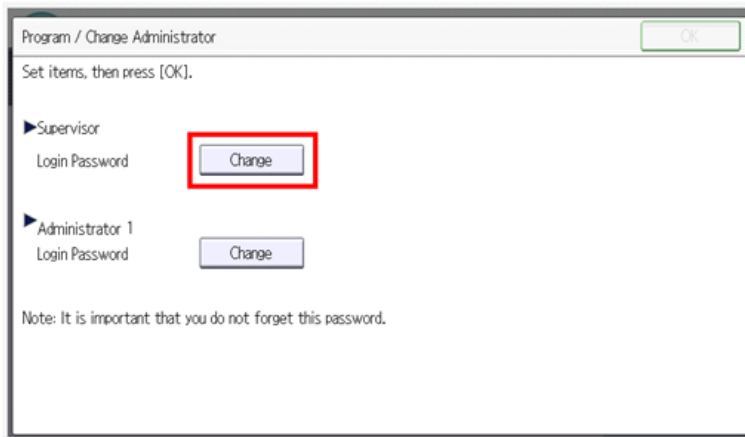 Program / Change Administrator OK
Set items, then press [OK].
▶Supervisor
Login Password Change
▶Administrator 1
Login Password Change
Note: It is important that you do not forget this password.